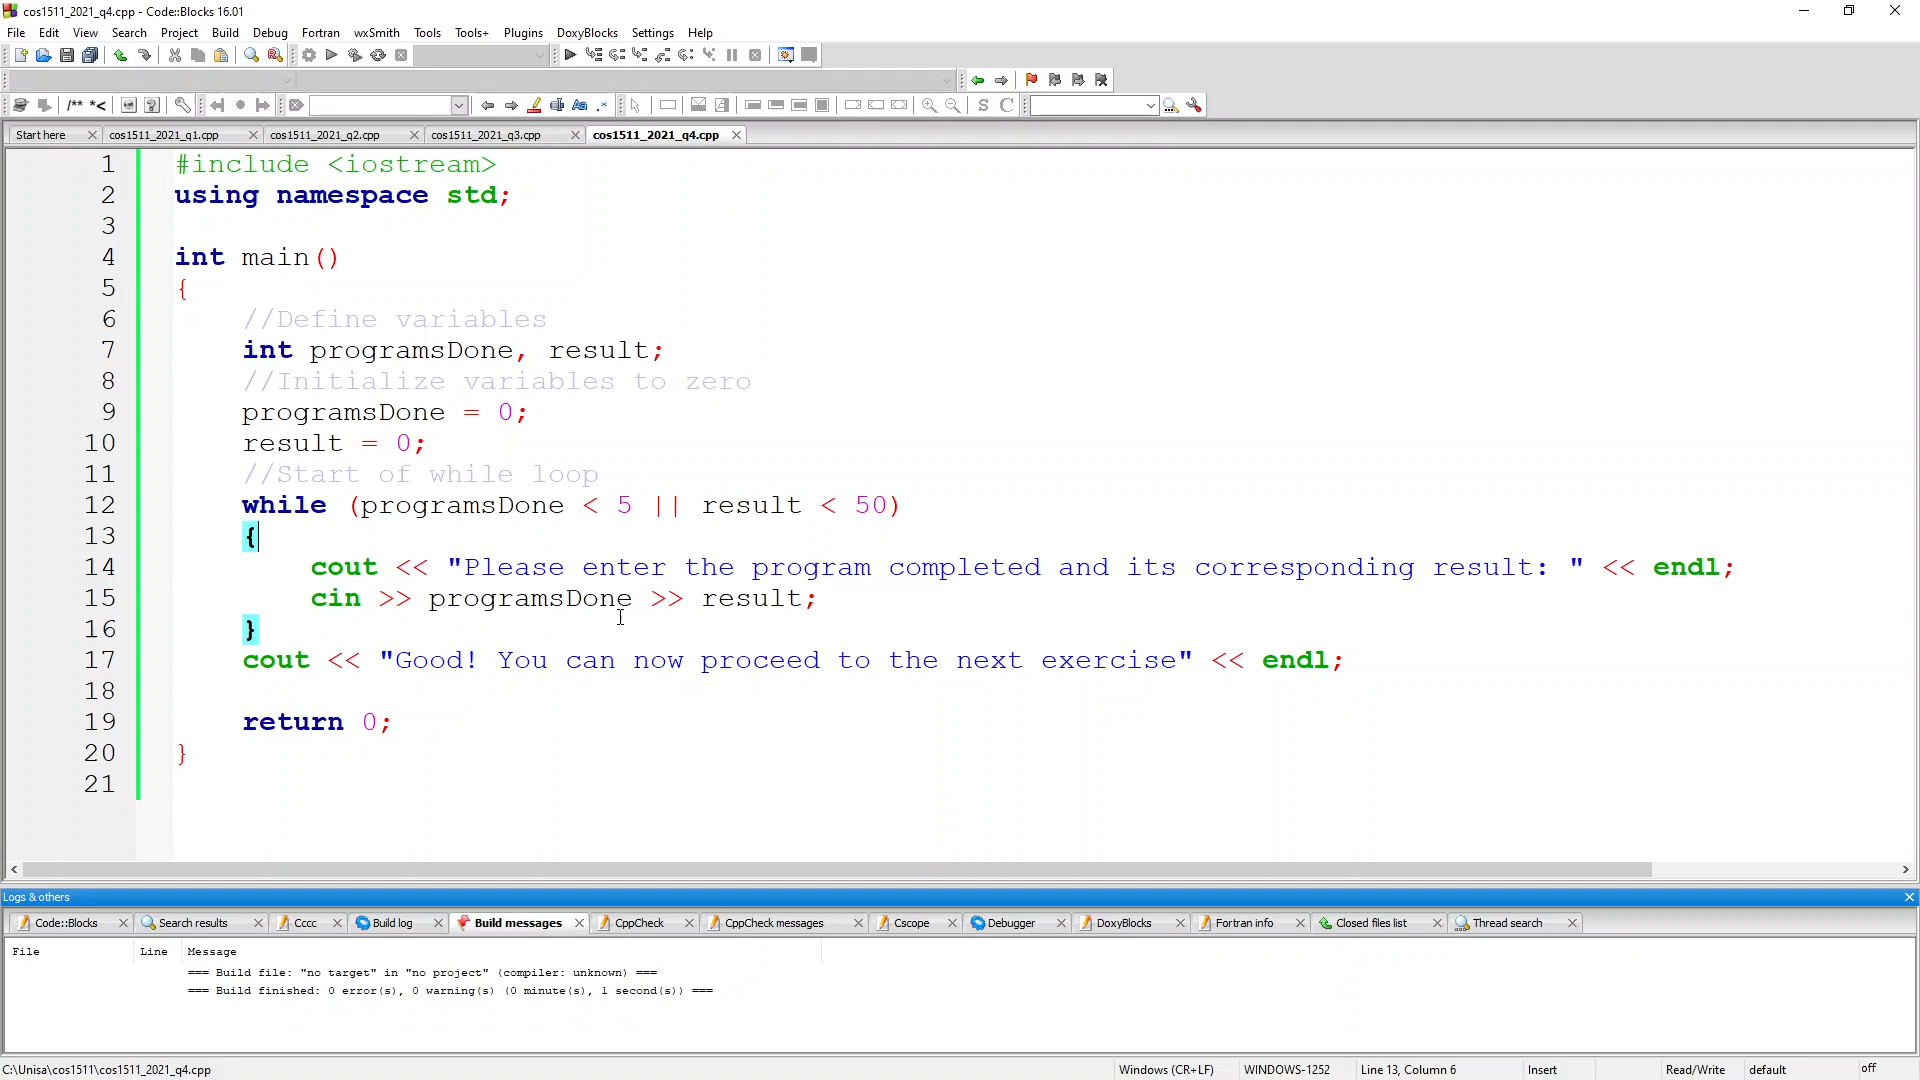 cos1511_2021_q4.cpp - Code::Blocks 16.01
File Edit View Search Project Build Debug Fortran wxSmith Tools Tools+ Plugins DoxyBlocks Settings Help
/** *<
S C
Start here cos1511_2021_q1.cpp cos1511_2021_q2.cpp cos1511_2021_q3.cpp cos1511_2021_q4.cpp
1 #include <iostream>
2 using namespace std;
3
4 int main()
5 {
6 //Define variables
7 int programsDone, result;
8 //Initialize variables to zero
9 programsDone = 0;
10 result = 0;
11 //Start of while loop
12 while (programsDone < 5 || result < 50)
13 {
14 cout << "Please enter the program completed and its corresponding result: " << endl;
15 cin >> programsDone >> result;
16 }
17 cout << "Good! You can now proceed to the next exercise" << endl;
18
19 return 0;
20 }
21
Logs & others
Code::Blocks Search results Cccc Build log Build messages CppCheck CppCheck messages Cscope Debugger DoxyBlocks Fortran info Closed files list Thread search
File Line Message
=== Build file: "no target" in "no project" (compiler: unknown) ===
=== Build finished: 0 error(s), 0 warning(s) (0 minute(s), 1 second(s)) ===
C:\Unisa\cos1511\cos1511_2021_q4.cpp Windows (CR+LF) WINDOWS-1252 Line 13, Column 6 Insert Read/Write default off